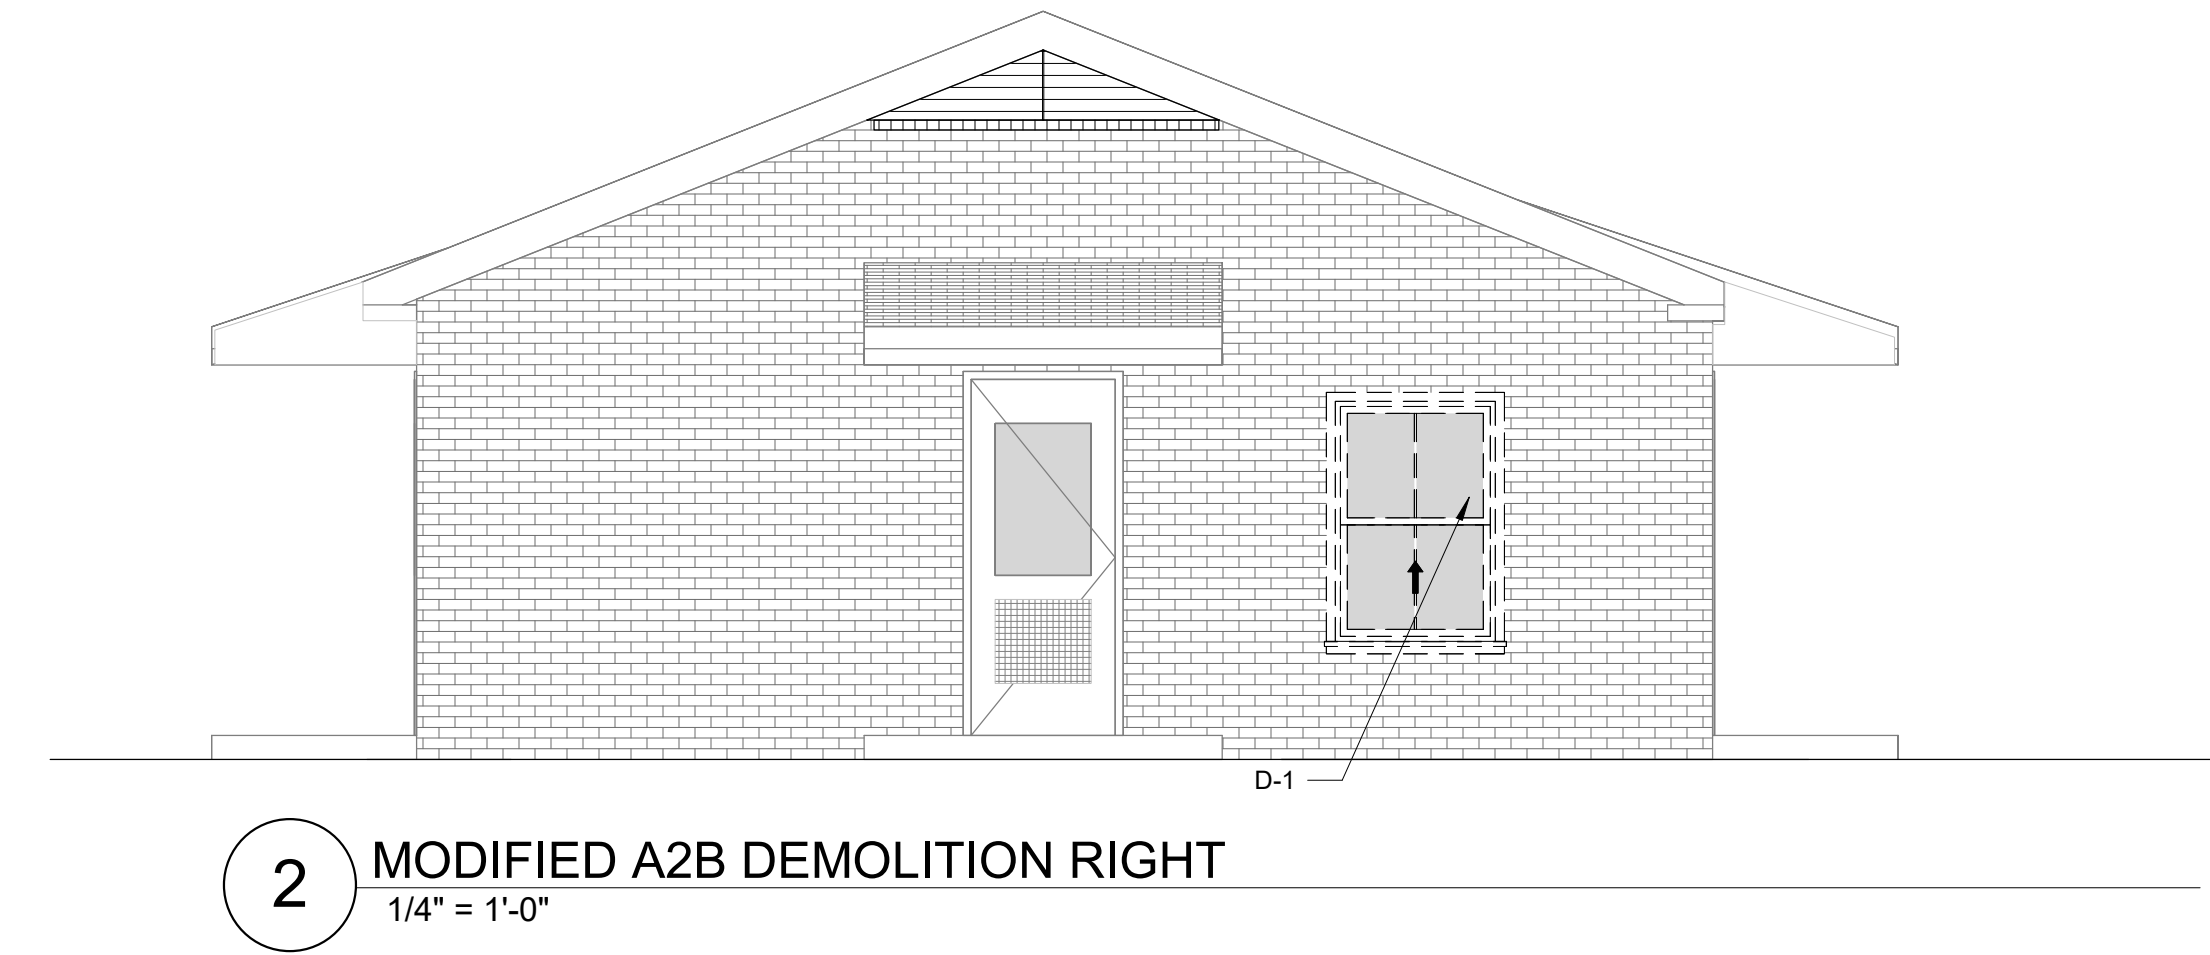 D-1
2
MODIFIED A2B DEMOLITION RIGHT
1/4" = 1'-0"